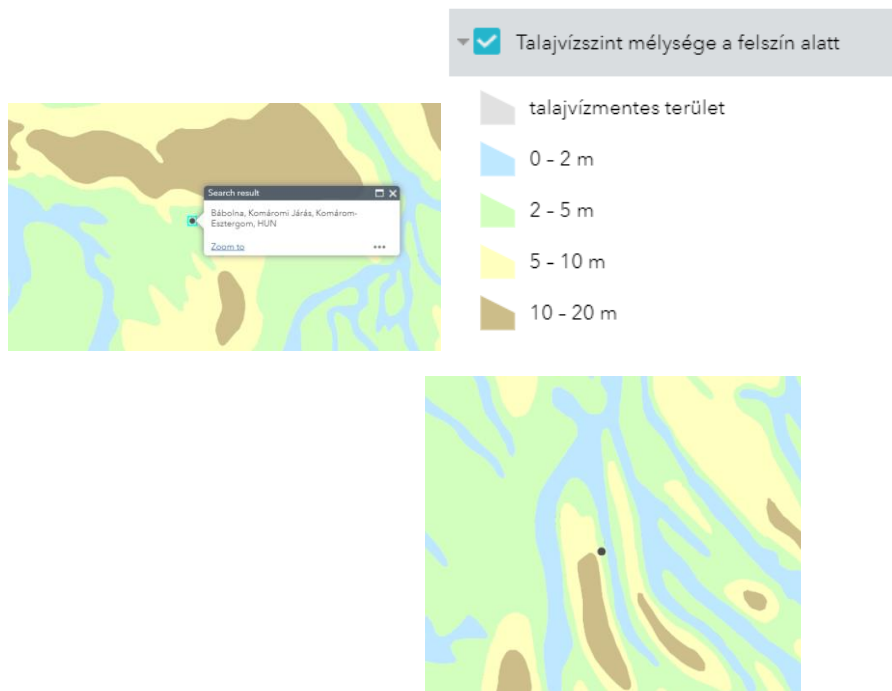 Talajvízszint mélysége a felszín alatt
talajvízmentes terület
0 - 2 m
2 - 5 m
5 - 10 m
10 - 20 m
Search result
Bábolna, Komáromi Járás, Komárom-
Esztergom, HUN
Zoom to